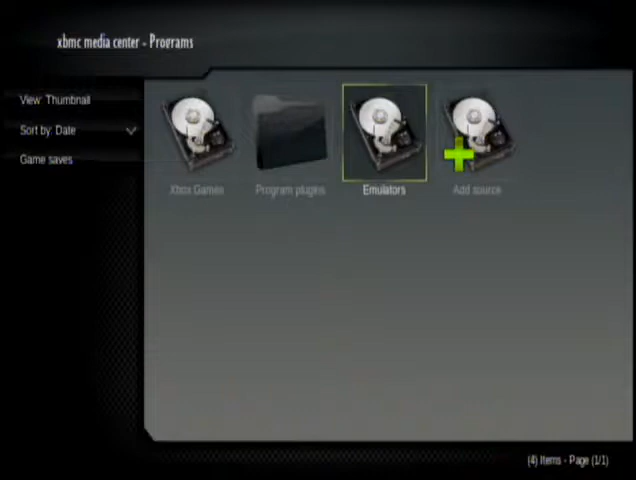 xbmc media center - Programs
View: Thumbnail
Sort by: Date
Game saves
Xbox Games
Program plugins
Emulators
Add source
(4) Items - Page (1/1)